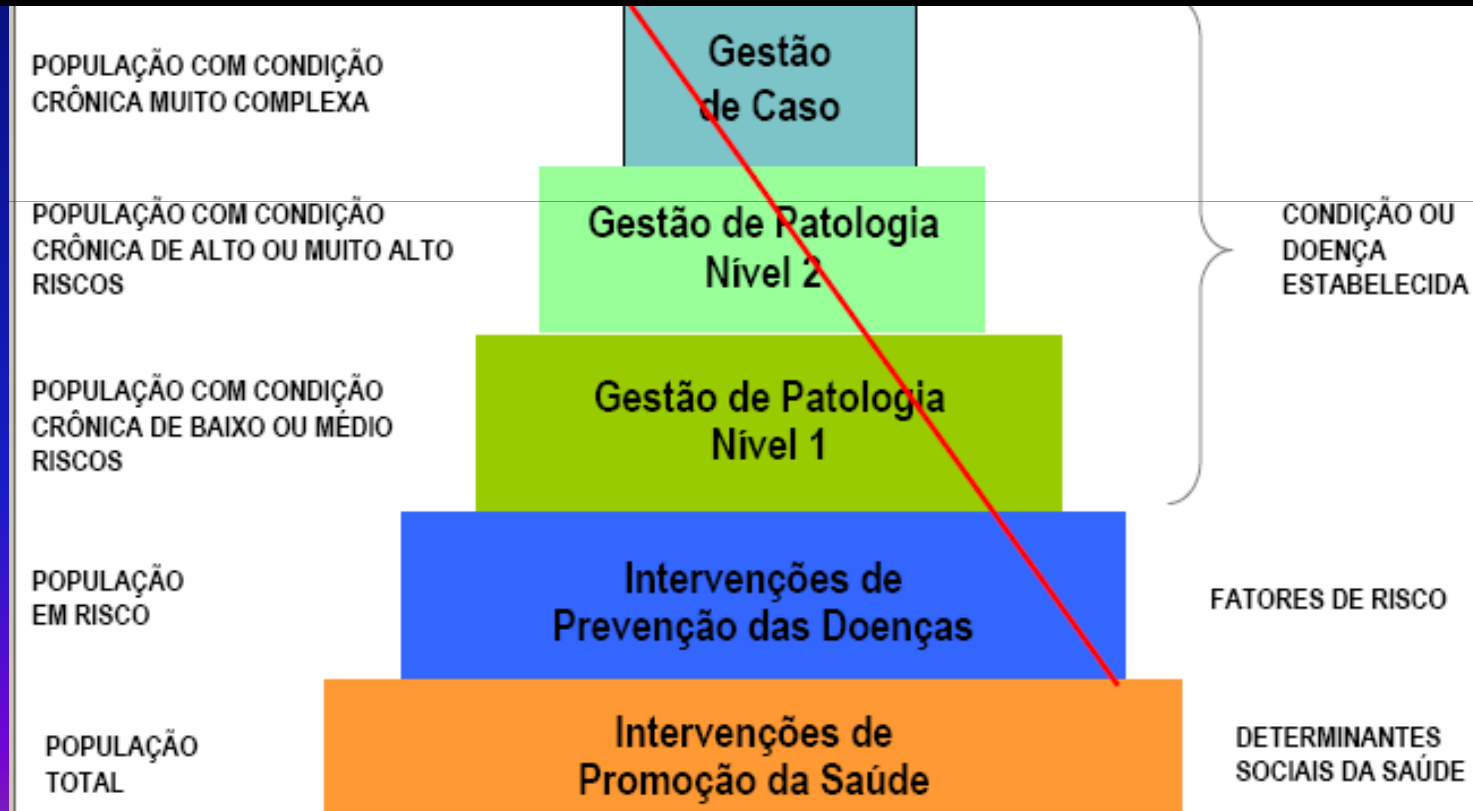 POPULAÇÃO COM CONDIÇÃO
CRÔNICA MUITO COMPLEXA
Gestão
de Caso
POPULAÇÃO COM CONDIÇÃO
CRÔNICA DE ALTO OU MUITO ALTO
RISCOS
Gestão de Patologia
Nível 2
CONDIÇÃO OU
DOENÇA
ESTABELECIDA
POPULAÇÃO COM CONDIÇÃO
CRÔNICA DE BAIXO OU MÉDIO
RISCOS
Gestão de Patologia
Nível 1
POPULAÇÃO
EM RISCO
Intervenções de
Prevenção das Doenças
FATORES DE RISCO
POPULAÇÃO
TOTAL
Intervenções de
Promoção da Saúde
DETERMINANTES
SOCIAIS DA SAÚDE